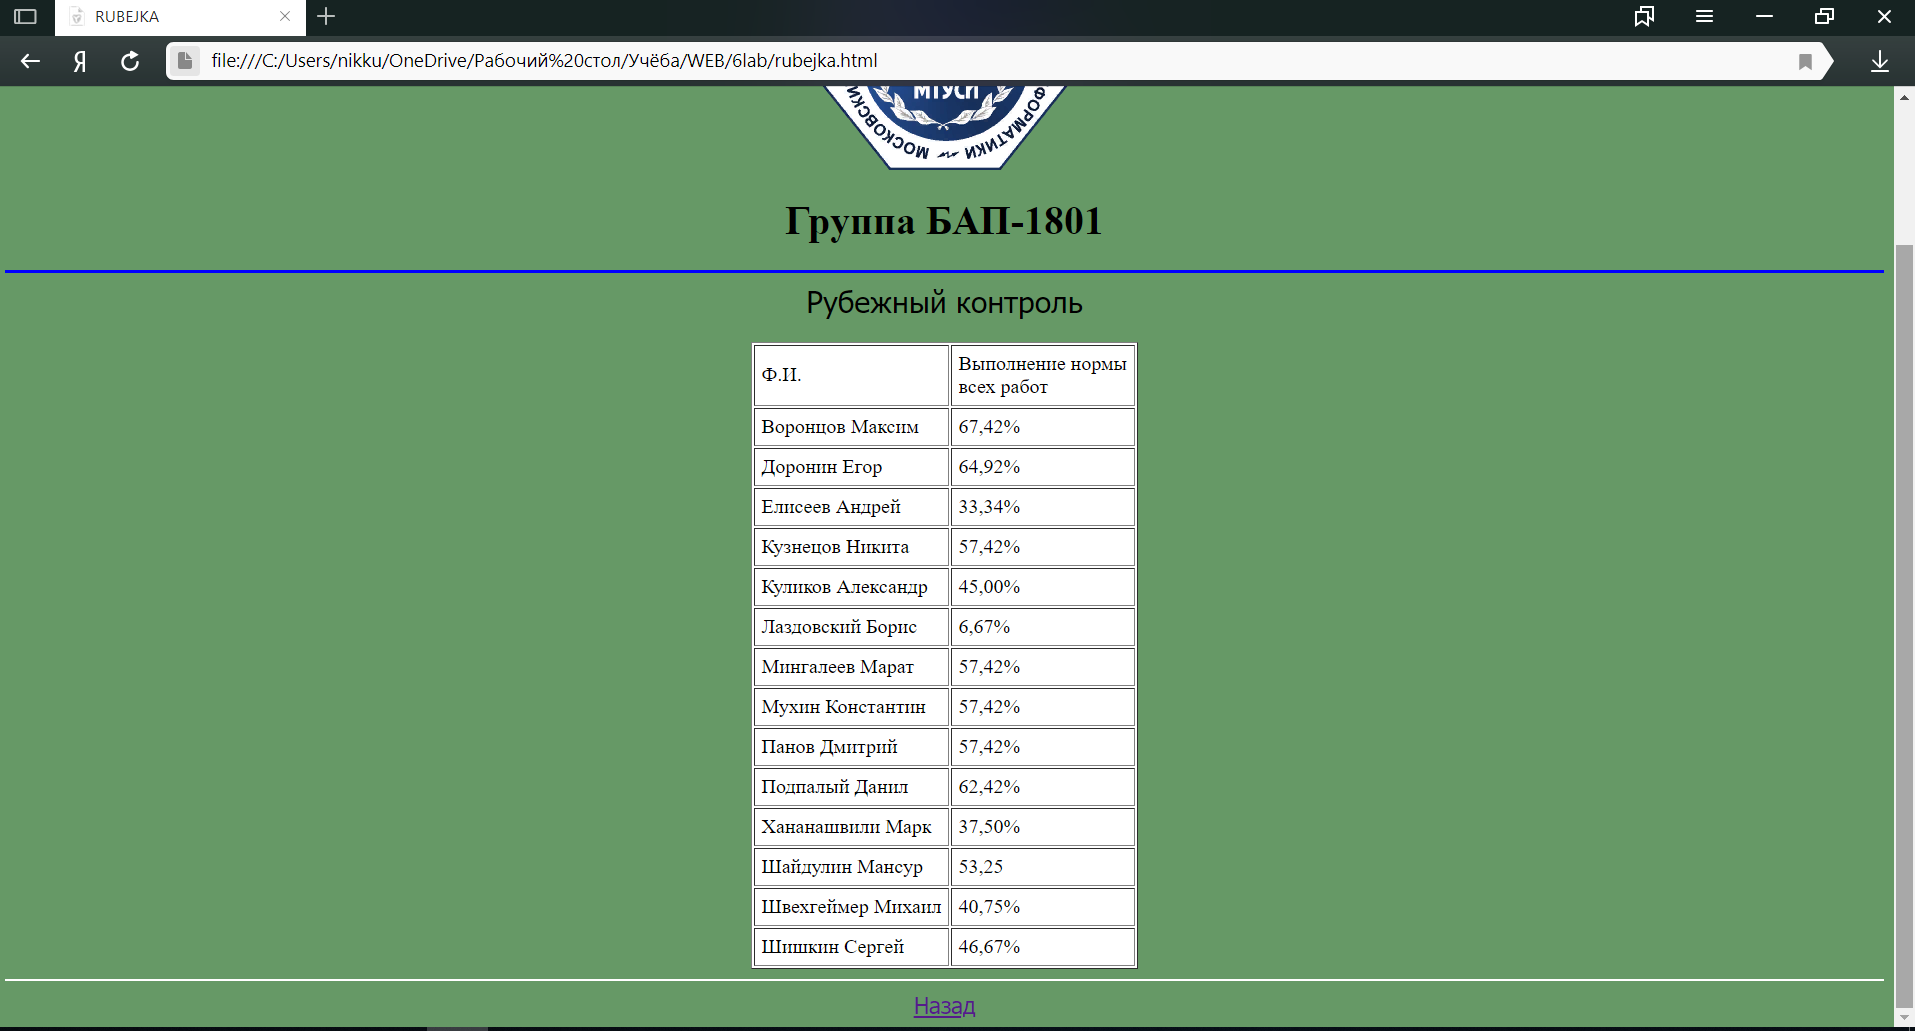 RUBEJKA
Я
file:///C:/Users/nikku/OneDrive/Рабочий%20стол/Учёба/WEB/6lab/rubejka.html
МТУСИ
МОСКОВСКИ
ФОРМАТИКИ
Группа БАП-1801
Рубежный контроль
Ф.И.
Выполнение нормы
всех работ
Воронцов Максим 67,42%
Доронин Егор 64,92%
Елисеев Андрей 33,34%
Кузнецов Никита 57,42%
Куликов Александр 45,00%
Лаздовский Борис 6,67%
Мингалеев Марат 57,42%
Мухин Константин 57,42%
Панов Дмитрий 57,42%
Подпалый Данил 62,42%
Хананашвили Марк 37,50%
Шайдулин Мансур 53,25
Швехгеймер Михаил 40,75%
Шишкин Сергей 46,67%
Назад